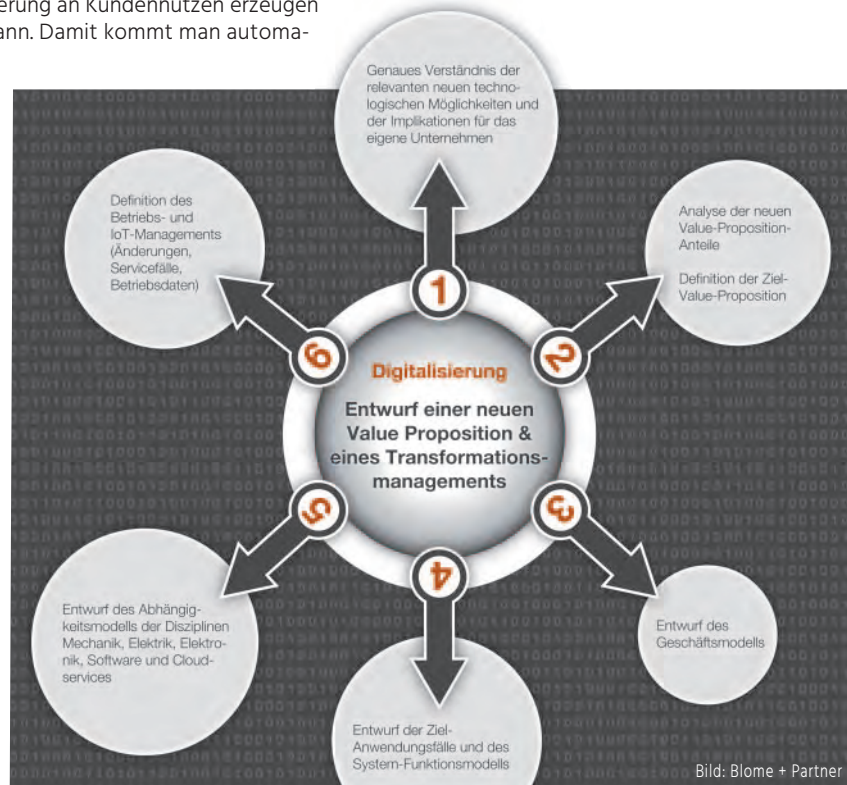 erung an Kundennutzen erzeugen
ann. Damit kommt man automa-
Genaues Verständnis der
relevanten neuen techno-
logischen Möglichkeiten und
der Implikationen für das
eigene Unternehmen
1
Analyse der neuen
Value-Proposition-
Anteile
Definition der Ziel-
Value-Proposition
2
Entwurf des
Geschäftsmodells
3
Entwurf der Ziel-
Anwendungsfälle und des
System-Funktionsmodells
4
Entwurf des Abhängig-
keitsmodells der Disziplinen
Mechanik, Elektrik, Elektro-
nik, Software und Cloud-
services
5
Definition des
Betriebs- und
IoT-Managements
(Änderungen,
Servicefälle,
Betriebsdaten)
6
Digitalisierung
Entwurf einer neuen
Value Proposition &
eines Transformations-
managements
Bild: Blome + Partner